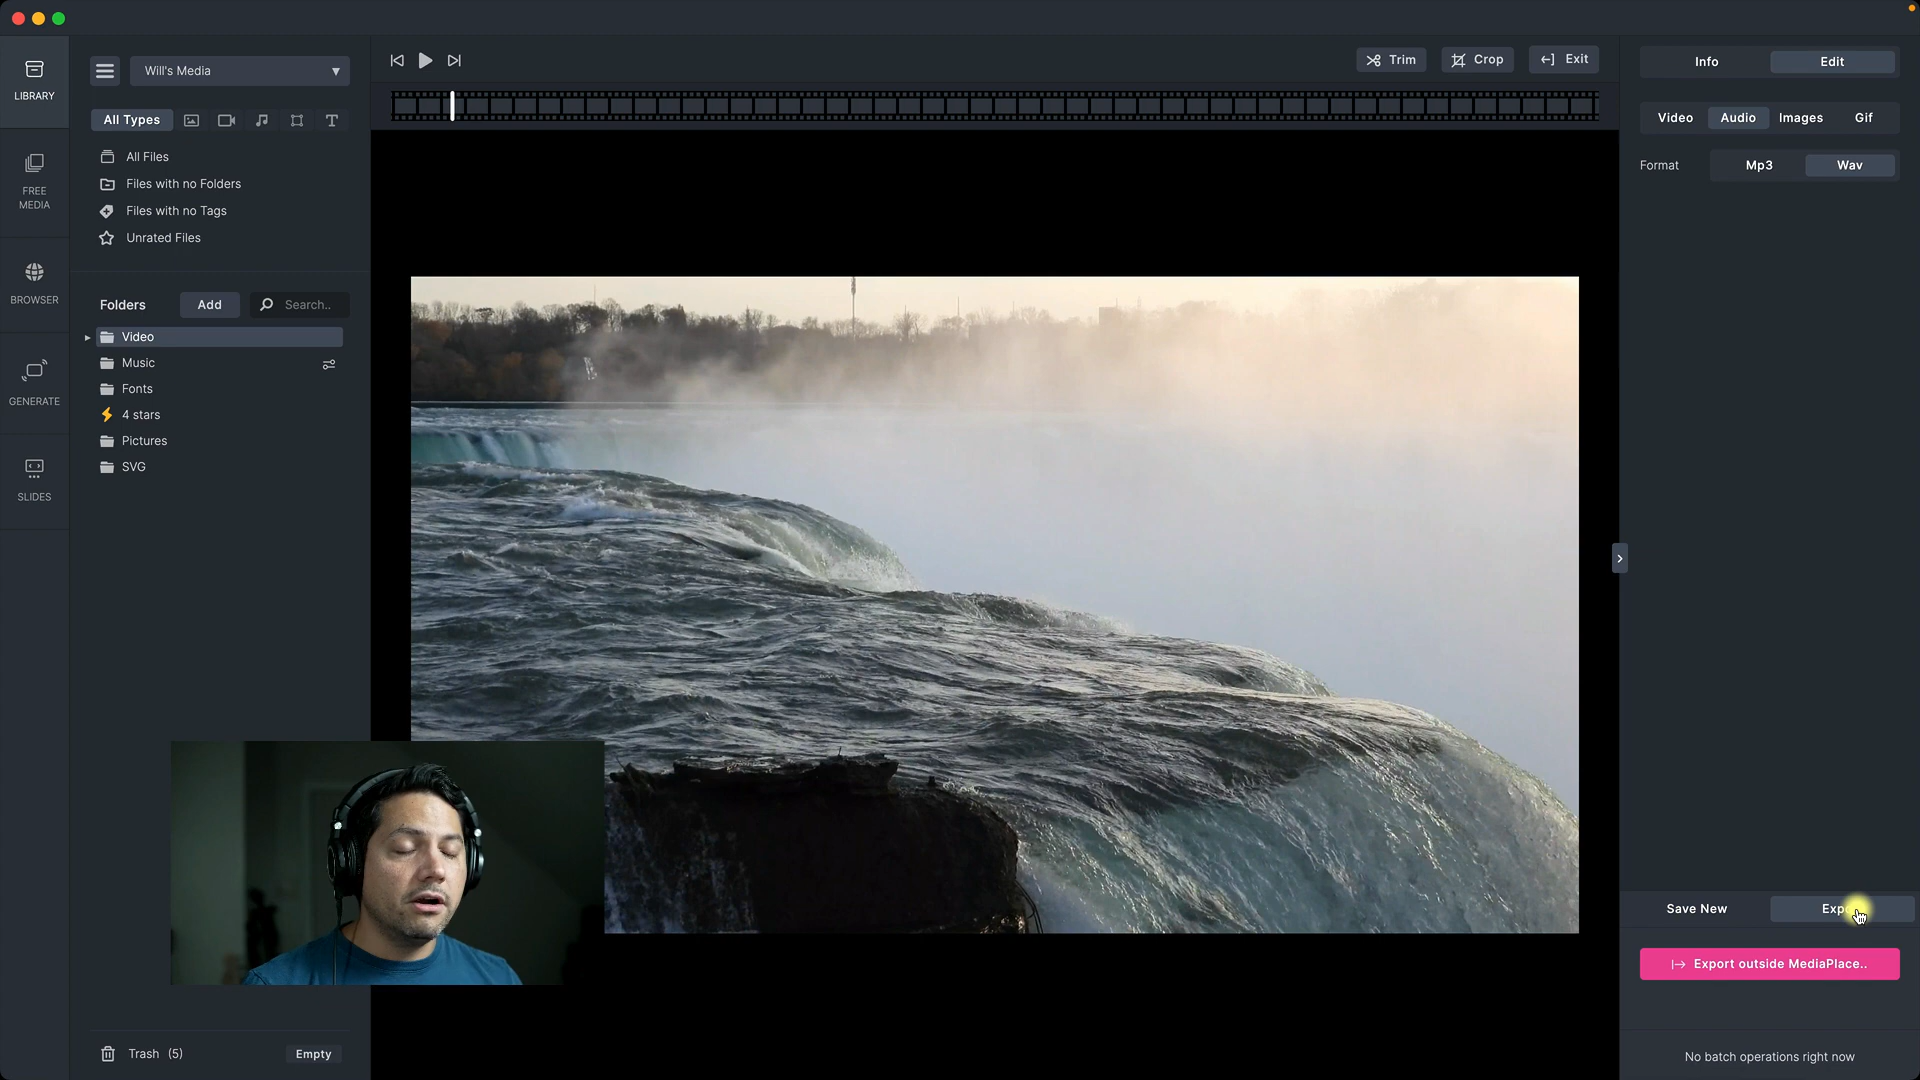 LIBRARY
FREE
MEDIA
BROWSER
GENERATE
SLIDES
Will's Media
All Types
All Files
Files with no Folders
Files with no Tags
Unrated Files
Folders
Add
Search..
Video
Music
Fonts
4 stars
Pictures
SVG
Trash (5)
Empty
Trim
Crop
Exit
Info
Edit
Video
Audio
Images
Gif
Format
Mp3
Wav
Save New
Export outside MediaPlace..
No batch operations right now